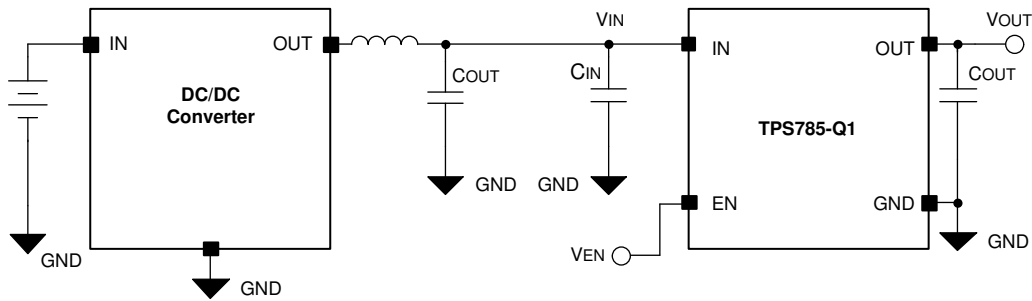 VIN
VOUT
IN
OUT
IN
OUT
COUT
CIN
COUT
DC/DC
Converter
TPS785-Q1
GND
GND
EN
GND
VEN
GND
GND
GND